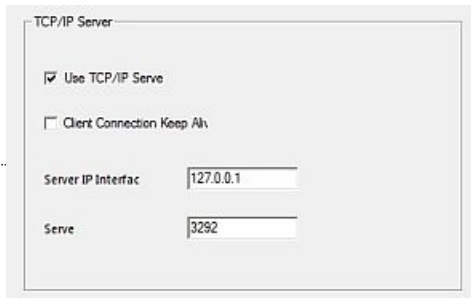 TCP/IP Server
Use TCP/IP Serve
Client Connection Keep Aliv
Server IP Interfac 127.0.0.1
Serve 3292